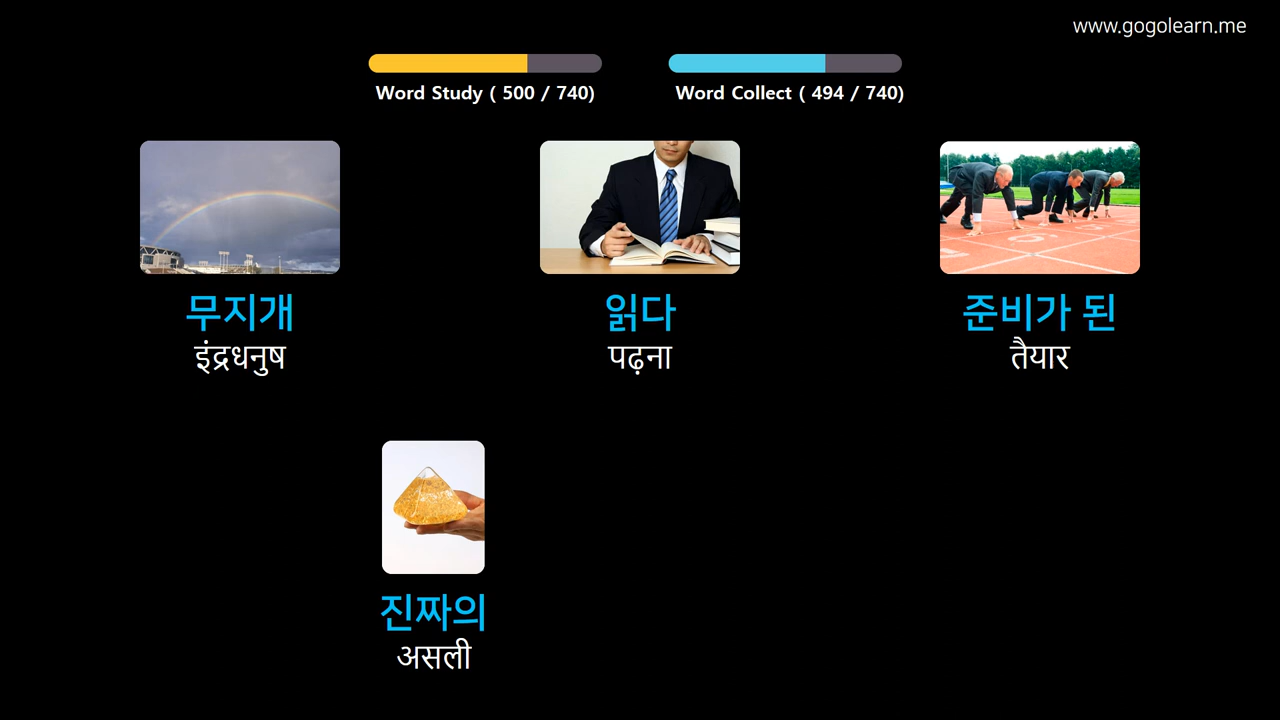 www.gogolearn.me
Word Study ( 500 / 740)
Word Collect ( 494 / 740)
무지개
इंद्रधनुष
읽다
पढ़ना
준비가 된
तैयार
진짜의
असली